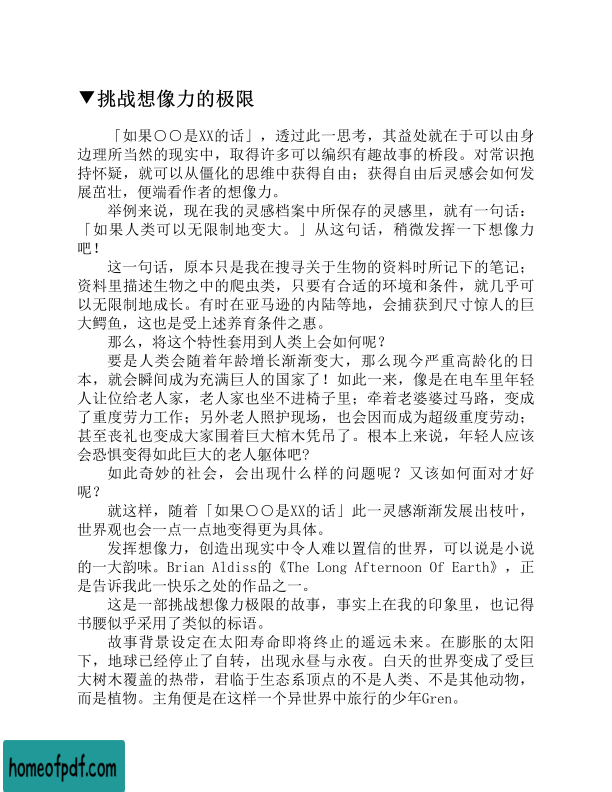 ▼挑战想像力的极限
「如果〇〇是XX的话」，透过此一思考，其益处就在于可以由身
边理所当然的现实中，取得许多可以编织有趣故事的桥段。对常识抱
持怀疑，就可以从僵化的思维中获得自由；获得自由后灵感会如何发
展茁壮，便端看作者的想像力。
举例来说，现在我的灵感档案中所保存的灵感里，就有一句话：
「如果人类可以无限制地变大。」从这句话，稍微发挥一下想像力
吧！
这一句话，原本只是我在搜寻关于生物的资料时所记下的笔记；
资料里描述生物之中的爬虫类，只要有合适的环境和条件，就几乎可
以无限制地成长。有时在亚马逊的内陆等地，会捕获到尺寸惊人的巨
大鳄鱼，这也是受上述养育条件之惠。
那么，将这个特性套用到人类上会如何呢？
要是人类会随着年龄增长渐渐变大，那么现今严重高龄化的日
本，就会瞬间成为充满巨人的国家了！如此一来，像是在电车里年轻
人让位给老人家，老人家也坐不进椅子里；牵着老婆婆过马路，变成
了重度劳力工作；另外老人照护现场，也会因而成为超级重度劳动；
甚至丧礼也变成大家围着巨大棺木凭吊了。根本上来说，年轻人应该
会恐惧变得如此巨大的老人躯体吧?
如此奇妙的社会，会出现什么样的问题呢？又该如何面对才好
呢？
就这样，随着「如果〇〇是XX的话」此一灵感渐渐发展出枝叶，
世界观也会一点一点地变得更为具体。
发挥想像力，创造出现实中令人难以置信的世界，可以说是小说
的一大韵味。Brian Aldiss的《The Long Afternoon Of Earth》，正
是告诉我此一快乐之处的作品之一。
这是一部挑战想像力极限的故事，事实上在我的印象里，也记得
书腰似乎采用了类似的标语。
故事背景设定在太阳寿命即将终止的遥远未来。在膨胀的太阳
下，地球已经停止了自转，出现永昼与永夜。白天的世界变成了受巨
大树木覆盖的热带，君临于生态系顶点的不是人类、不是其他动物，
而是植物。主角便是在这样一个异世界中旅行的少年Gren。
homeofpdf.com